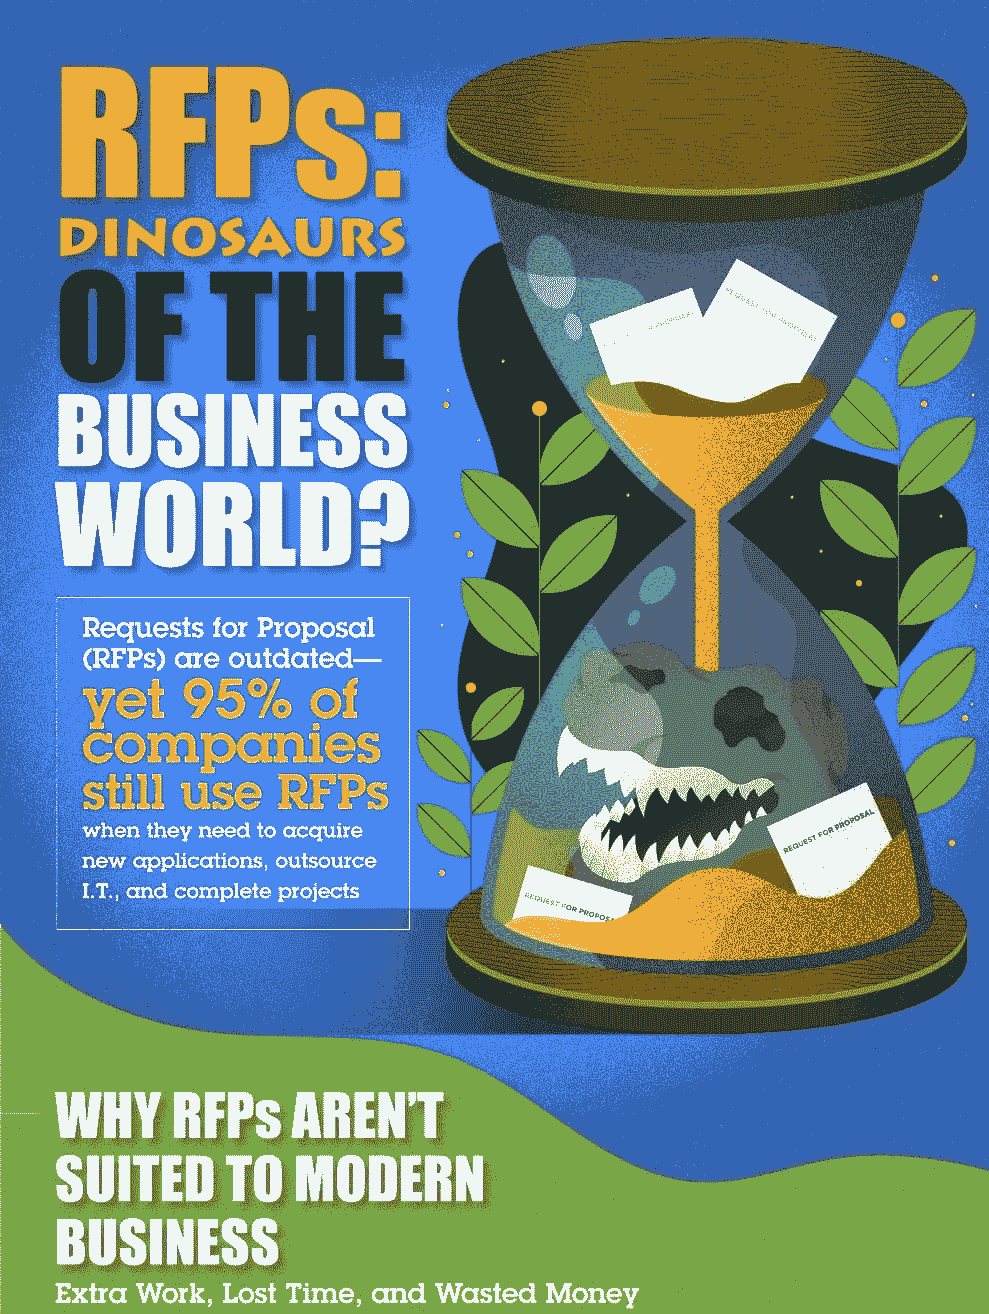 RFPs:
DINOSAURS
OF THE
BUSINESS
WORLD?
Requests for Proposal
(RFPs) are outdated—
yet 95% of
companies
still use RFPs
when they need to acquire
new applications, outsource
I.T., and complete projects
REQUEST FOR PROPOSAL
REQUEST FOR PROPOSAL
REQUEST FOR PROPOSA
WHY RFPs AREN'T
SUITED TO MODERN
BUSINESS
Extra Work, Lost Time, and Wasted Money